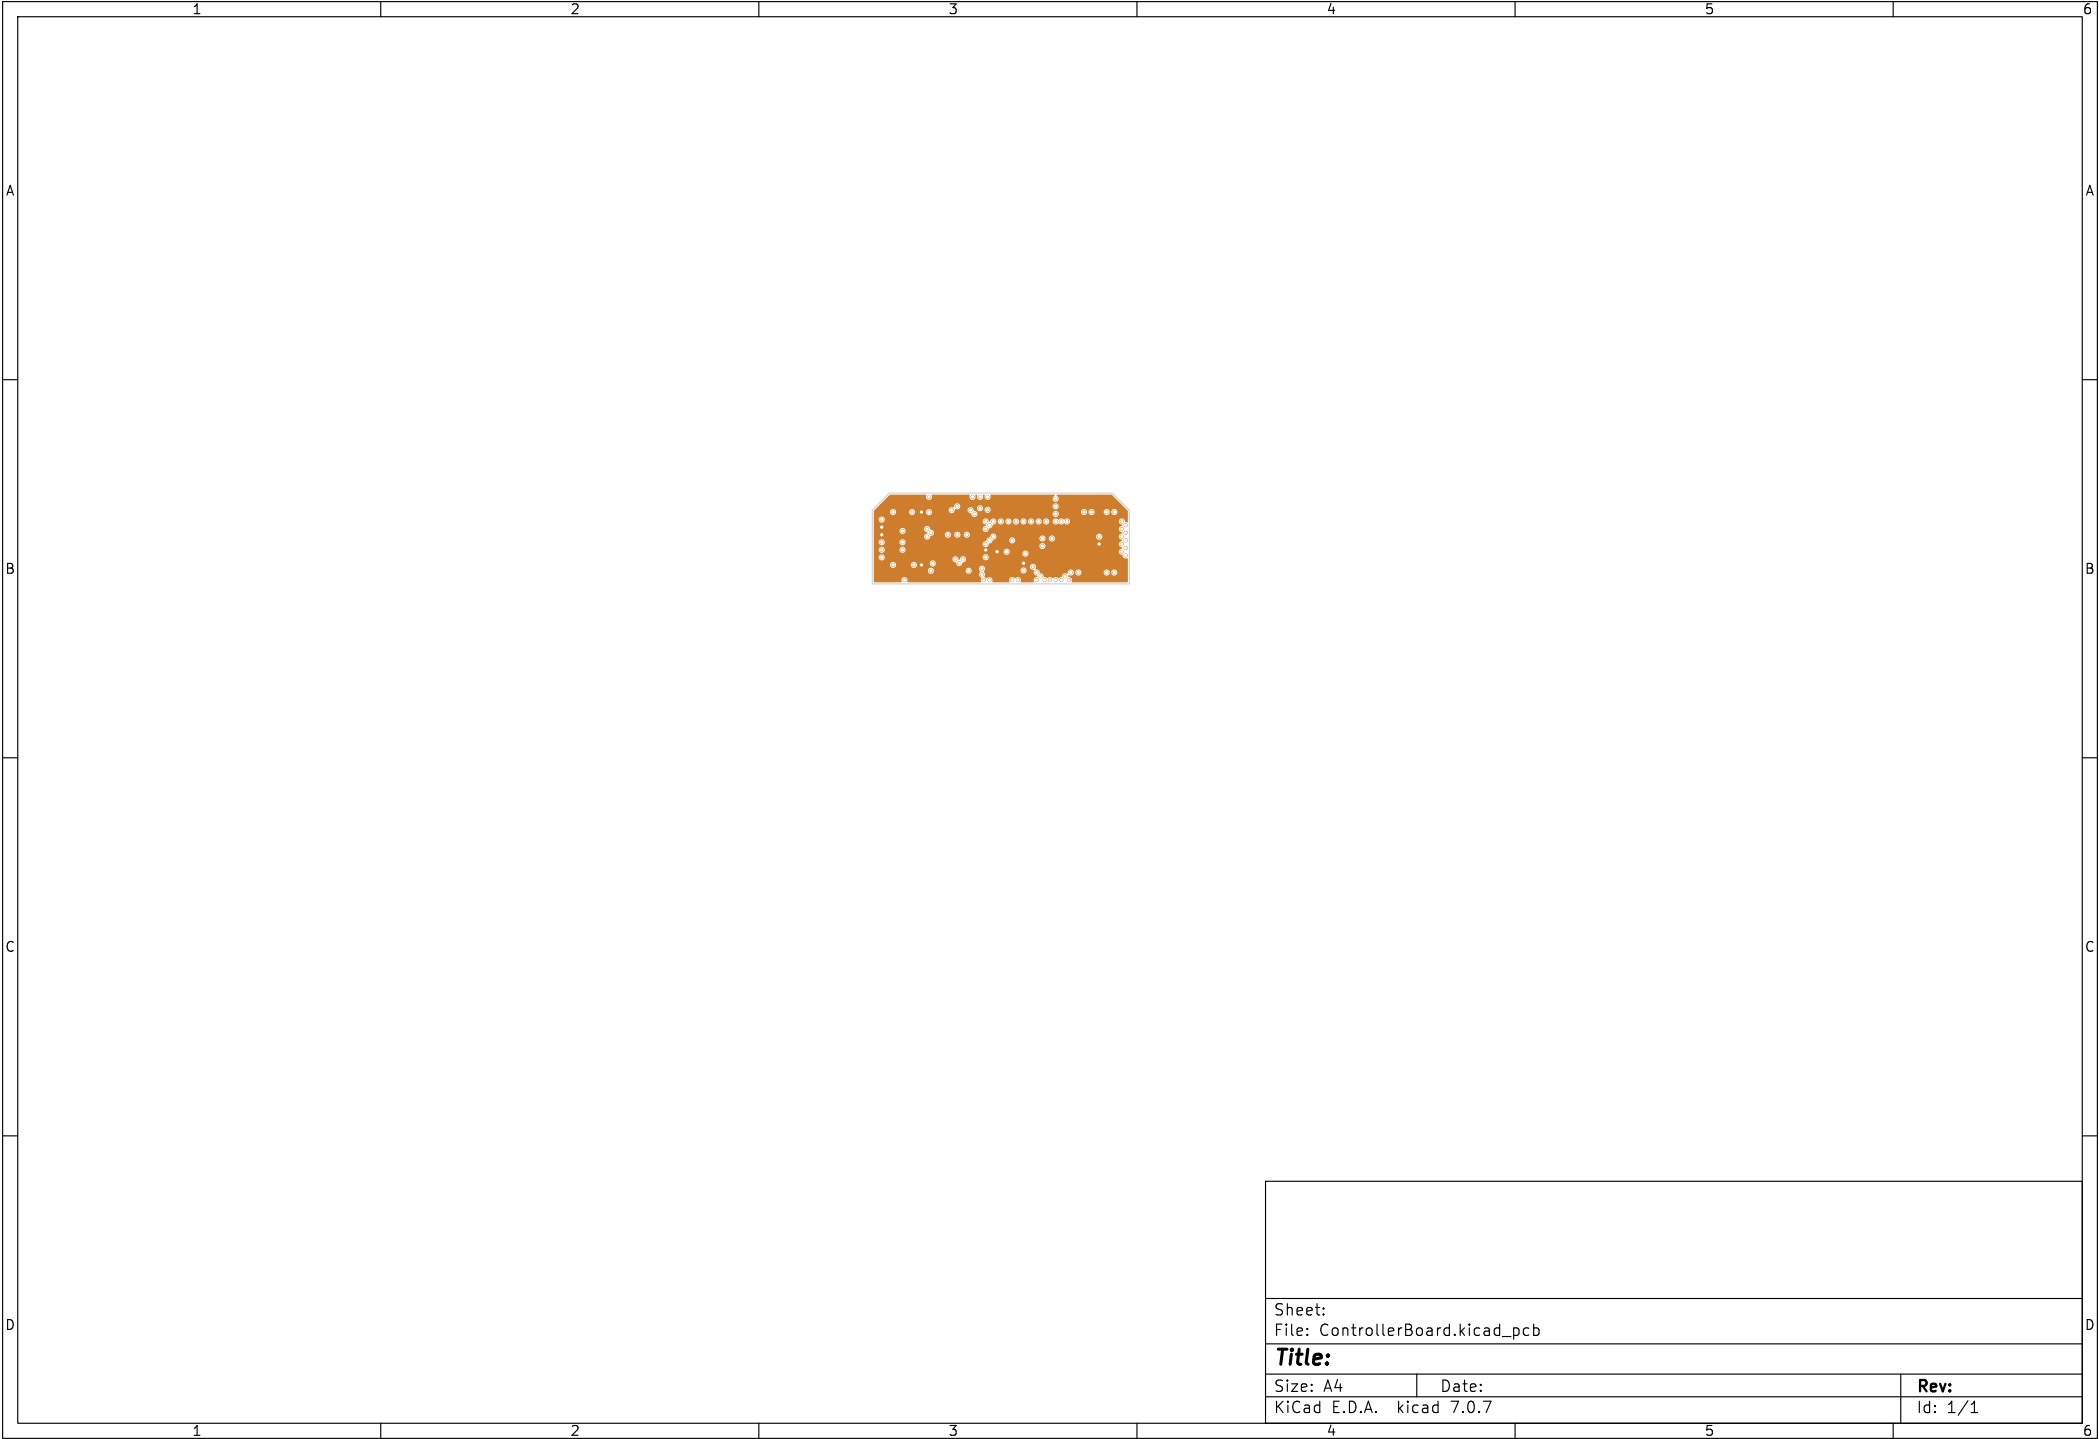 1 2 3 4 5 6
A A
B B
C C
Sheet:
File: ControllerBoard.kicad_pcb
D D
Title:
Size: A4 Date: Rev:
KiCad E.D.A. kicad 7.0.7 Id: 1/1
1 2 3 4 5 6